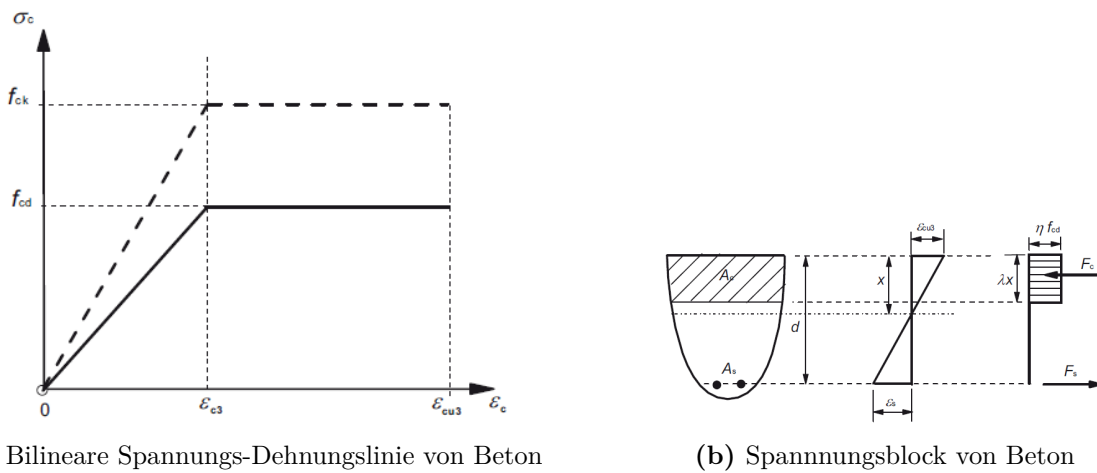 σc
fck
fcd
0
εc3
εcu3
εc
Bilineare Spannungs-Dehnungslinie von Beton
εcu3
η fcd
Ac
x
λx
Fc
d
As
Fs
εs
(b) Spannnungsblock von Beton